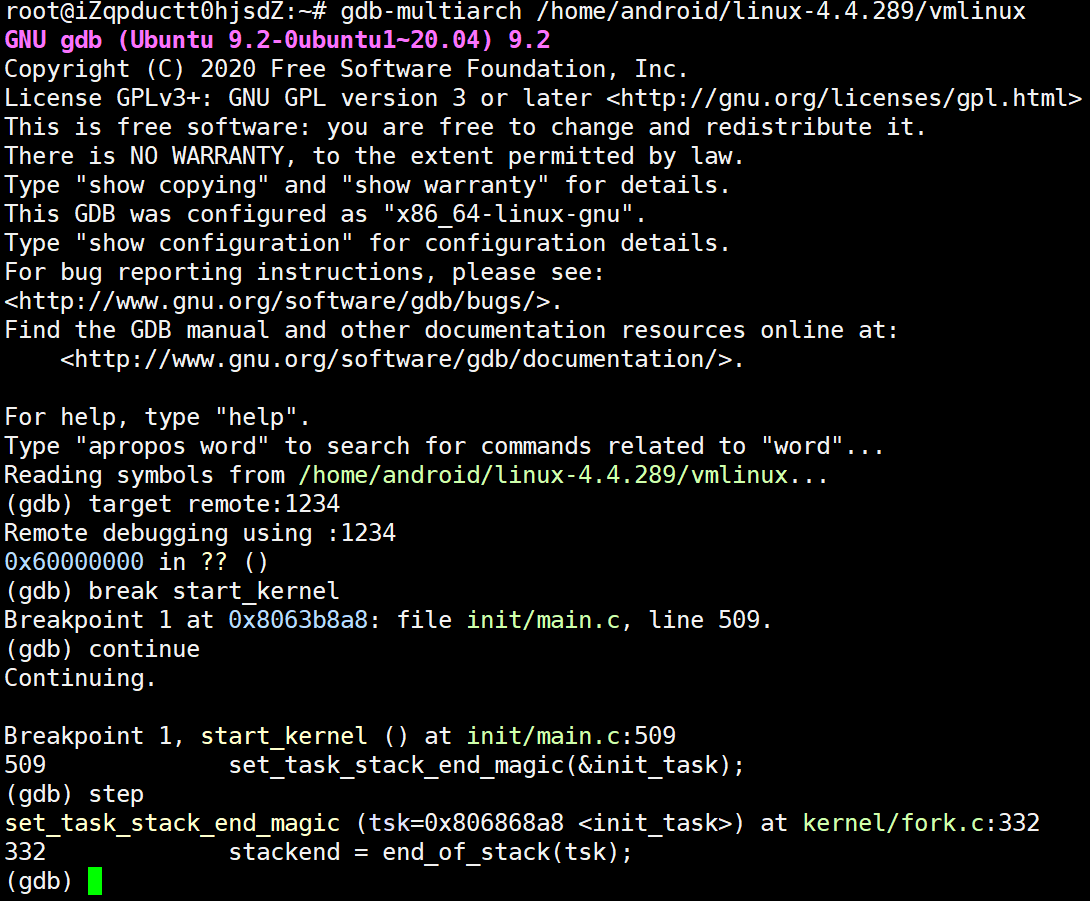 root@iZqpductt0hjsdZ:~# gdb-multiarch /home/android/linux-4.4.289/vmlinux
GNU gdb (Ubuntu 9.2-0ubuntu1~20.04) 9.2
Copyright (C) 2020 Free Software Foundation, Inc.
License GPLv3+: GNU GPL version 3 or later <http://gnu.org/licenses/gpl.html>
This is free software: you are free to change and redistribute it.
There is NO WARRANTY, to the extent permitted by law.
Type "show copying" and "show warranty" for details.
This GDB was configured as "x86_64-linux-gnu".
Type "show configuration" for configuration details.
For bug reporting instructions, please see:
<http://www.gnu.org/software/gdb/bugs/>.
Find the GDB manual and other documentation resources online at:
    <http://www.gnu.org/software/gdb/documentation/>.

For help, type "help".
Type "apropos word" to search for commands related to "word"...
Reading symbols from /home/android/linux-4.4.289/vmlinux...
(gdb) target remote:1234
Remote debugging using :1234
0x60000000 in ?? ()
(gdb) break start_kernel
Breakpoint 1 at 0x8063b8a8: file init/main.c, line 509.
(gdb) continue
Continuing.

Breakpoint 1, start_kernel () at init/main.c:509
509             set_task_stack_end_magic(&init_task);
(gdb) step
set_task_stack_end_magic (tsk=0x806868a8 <init_task>) at kernel/fork.c:332
332             stackend = end_of_stack(tsk);
(gdb)